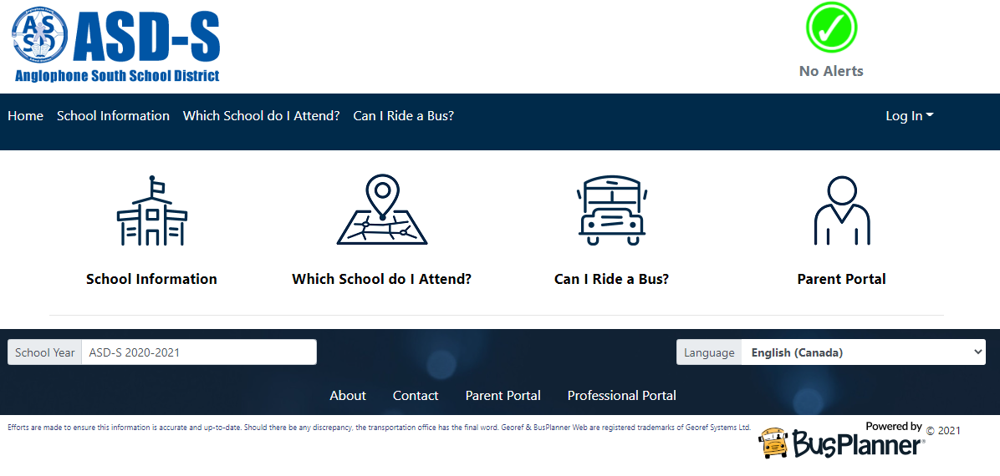 ASD-S
Anglophone South School District
No Alerts
Home School Information Which School do I Attend? Can I Ride a Bus? Log In
School Information Which School do I Attend? Can I Ride a Bus? Parent Portal
School Year ASD-S 2020-2021 Language English (Canada)
About Contact Parent Portal Professional Portal
Efforts are made to ensure this information is accurate and up-to-date. Should there be any discrepancy, the transportation office has the final word. Georef & BusPlanner Web are registered trademarks of Georef Systems Ltd.
Powered by
BusPlanner® © 2021